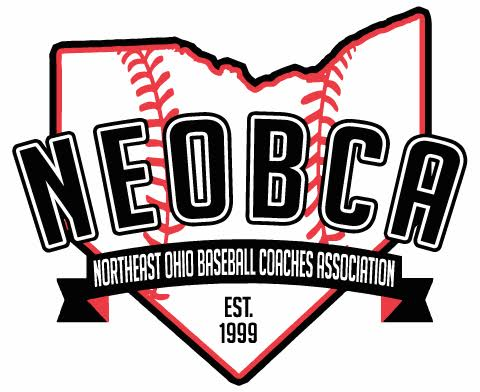 NEOBCA
NORTHEAST OHIO BASEBALL COACHES ASSOCIATION
EST.
1999